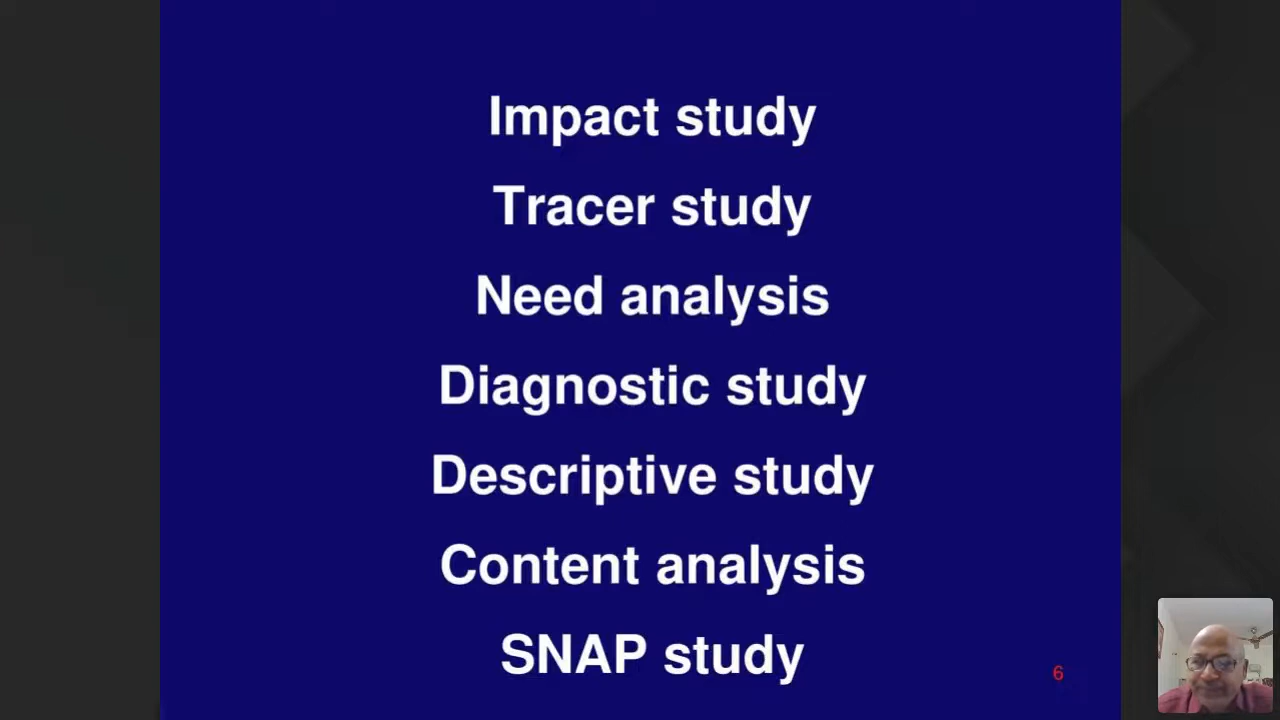 Impact study
Tracer study
Need analysis
Diagnostic study
Descriptive study
Content analysis
SNAP study
6